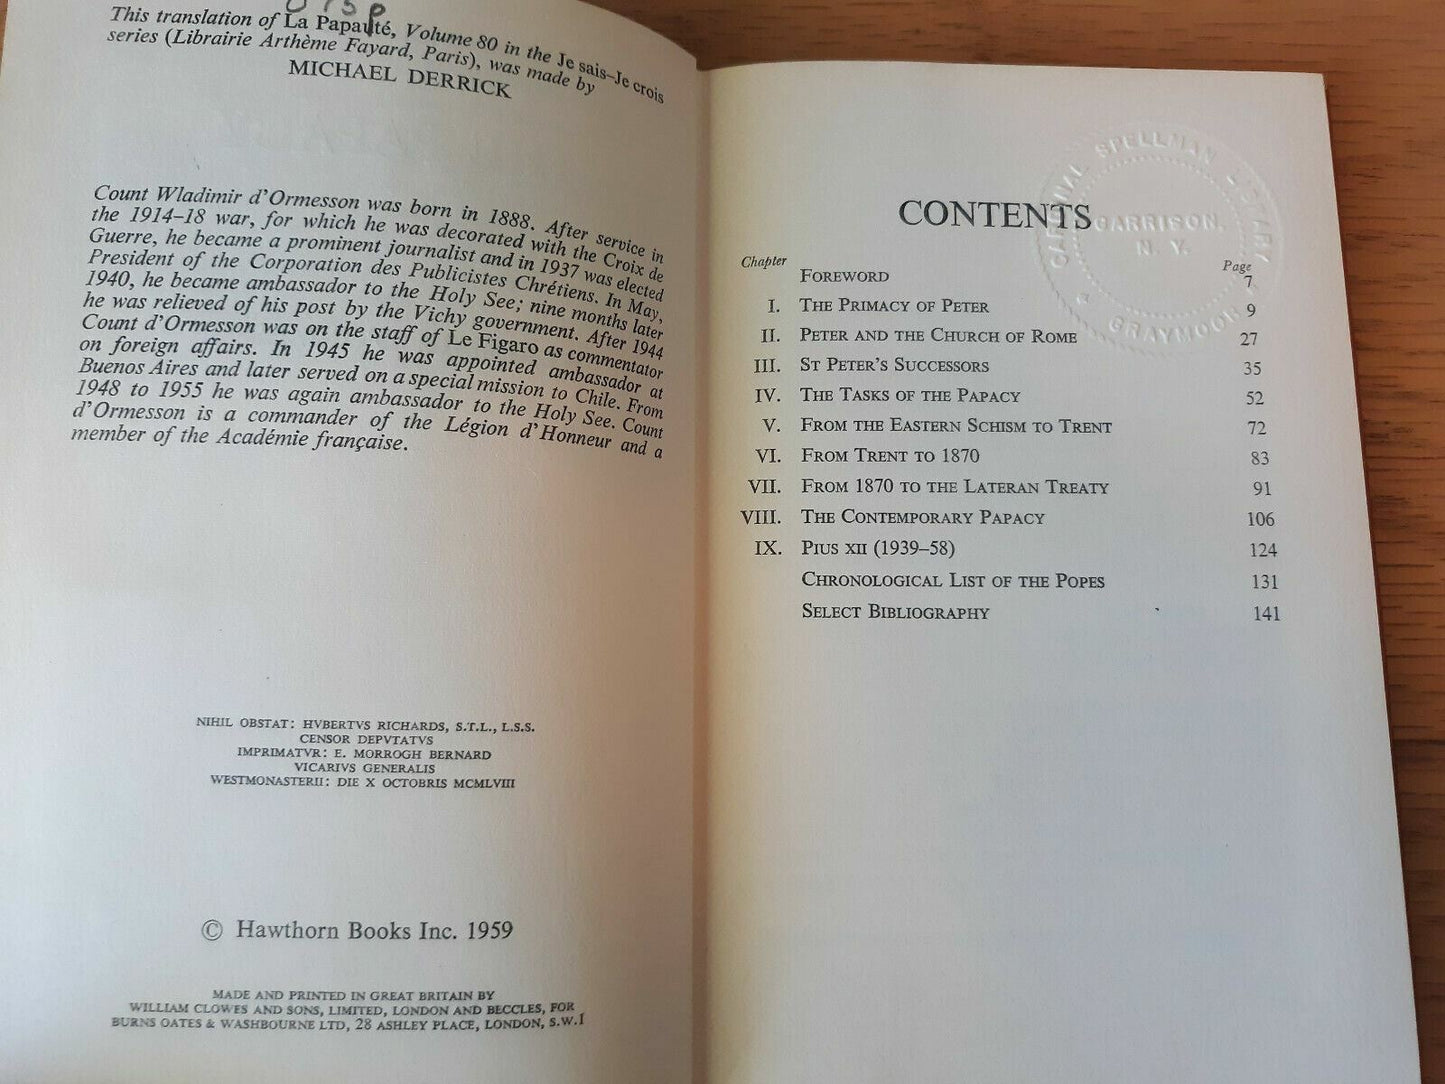 This translation of La Papauté, Volume 80 in the Je sais–Je crois
series (Librairie Arthème Fayard, Paris), was made by
MICHAEL DERRICK
Count Wladimir d'Ormesson was born in 1888. After service in
the 1914–18 war, for which he was decorated with the Croix de
Guerre, he became a prominent journalist and in 1937 was elected
President of the Corporation des Publicistes Chrétiens. In May,
1940, he became ambassador to the Holy See; nine months later
he was relieved of his post by the Vichy government. After 1944
Count d'Ormesson was on the staff of Le Figaro as commentator
on foreign affairs. In 1945 he was appointed ambassador at
Buenos Aires and later served on a special mission to Chile. From
1948 to 1955 he was again ambassador to the Holy See. Count
d'Ormesson is a commander of the Légion d'Honneur and a
member of the Académie française.
NIHIL OBSTAT: HVBERTVS RICHARDS, S.T.L., L.S.S.
CENSOR DEPVTATVS
IMPRIMATVR: E. MORROGH BERNARD
VICARIVS GENERALIS
WESTMONASTERII: DIE X OCTOBRIS MCMLVIII
© Hawthorn Books Inc. 1959
MADE AND PRINTED IN GREAT BRITAIN BY
WILLIAM CLOWES AND SONS, LIMITED, LONDON AND BECCLES, FOR
BURNS OATES & WASHBOURNE LTD, 28 ASHLEY PLACE, LONDON, S.W.1
CARDINAL SPELLMAN LIBRARY
GARRISON,
N. Y.
GRAYMOOR
CONTENTS
Chapter Page
FOREWORD 7
I. THE PRIMACY OF PETER 9
II. PETER AND THE CHURCH OF ROME 27
III. ST PETER'S SUCCESSORS 35
IV. THE TASKS OF THE PAPACY 52
V. FROM THE EASTERN SCHISM TO TRENT 72
VI. FROM TRENT TO 1870 83
VII. FROM 1870 TO THE LATERAN TREATY 91
VIII. THE CONTEMPORARY PAPACY 106
IX. PIUS XII (1939–58) 124
CHRONOLOGICAL LIST OF THE POPES 131
SELECT BIBLIOGRAPHY 141